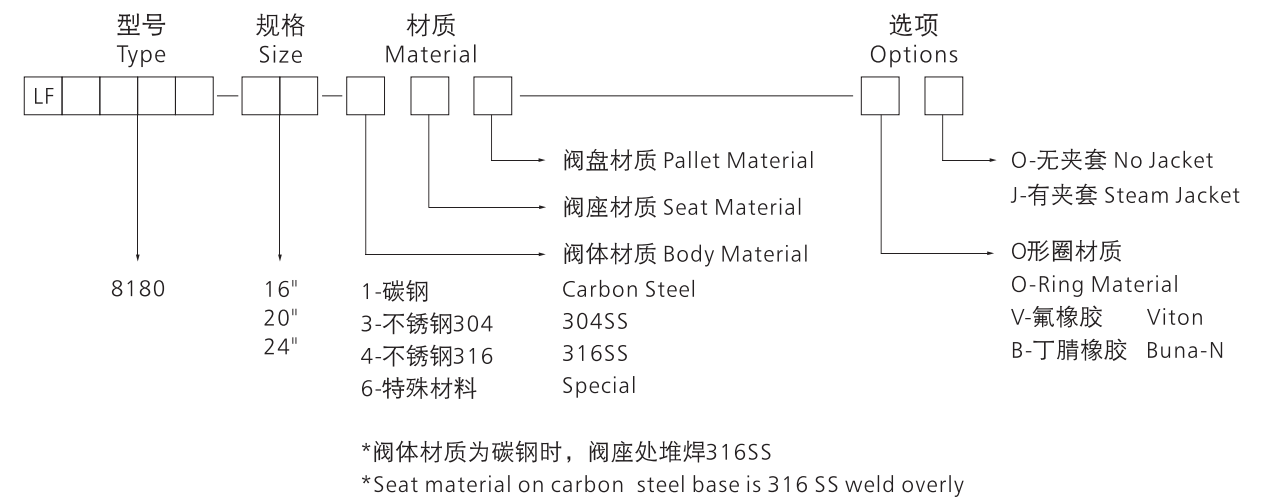 型号 规格 材质 选项
Type Size Material Options
LF
阀盘材质 Pallet Material
O-无夹套 No Jacket
J-有夹套 Steam Jacket
阀座材质 Seat Material
阀体材质 Body Material
O形圈材质
O-Ring Material
V-氟橡胶 Viton
B-丁腈橡胶 Buna-N
8180
16"
20"
24"
1-碳钢 Carbon Steel
3-不锈钢304 304SS
4-不锈钢316 316SS
6-特殊材料 Special
*阀体材质为碳钢时，阀座处堆焊316SS
*Seat material on carbon steel base is 316 SS weld overly